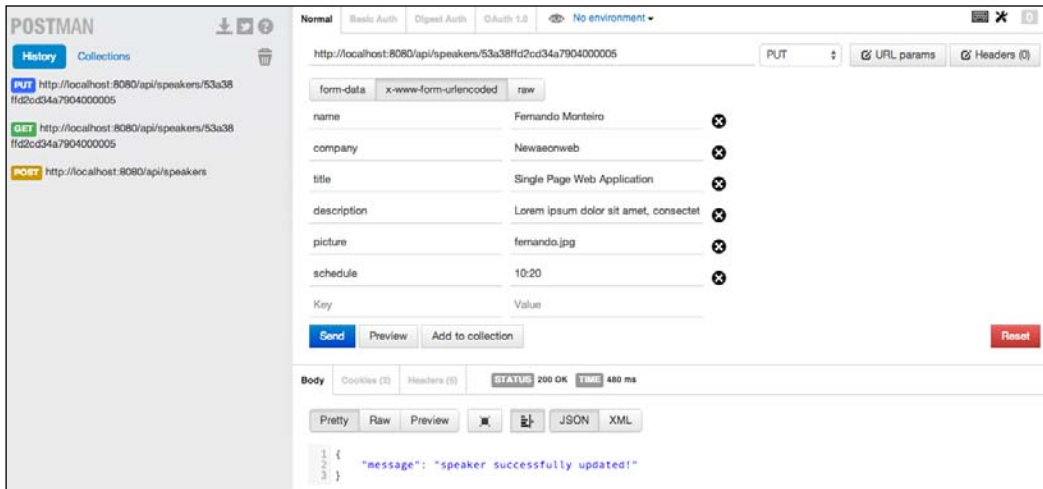 POSTMAN
History Collections
PUT http://localhost:8080/api/speakers/53a38
ffd2cd34a7904000005
GET http://localhost:8080/api/speakers/53a38
ffd2cd34a7904000005
POST http://localhost:8080/api/speakers
Normal Basic Auth Digest Auth OAuth 1.0 No environment
0
http://localhost:8080/api/speakers/53a38ffd2cd34a7904000005 PUT URL params Headers (0)
form-data x-www-form-urlencoded raw
name Fernando Monteiro
company Newaeonweb
title Single Page Web Application
description Lorem ipsum dolor sit amet, consectet
picture fernando.jpg
schedule 10:20
Key Value
Send Preview Add to collection Reset
Body Cookies (3) Headers (6) STATUS 200 OK TIME 480 ms
Pretty Raw Preview JSON XML
1 {
2 "message": "speaker successfully updated!"
3 }